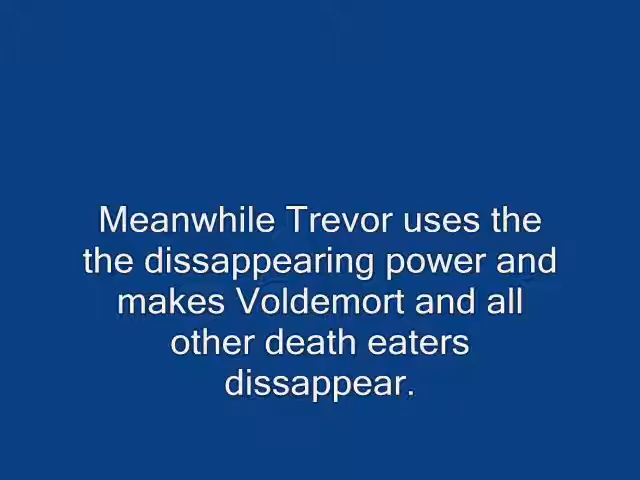 Meanwhile Trevor uses the
the dissappearing power and
makes Voldemort and all
other death eaters
dissappear.